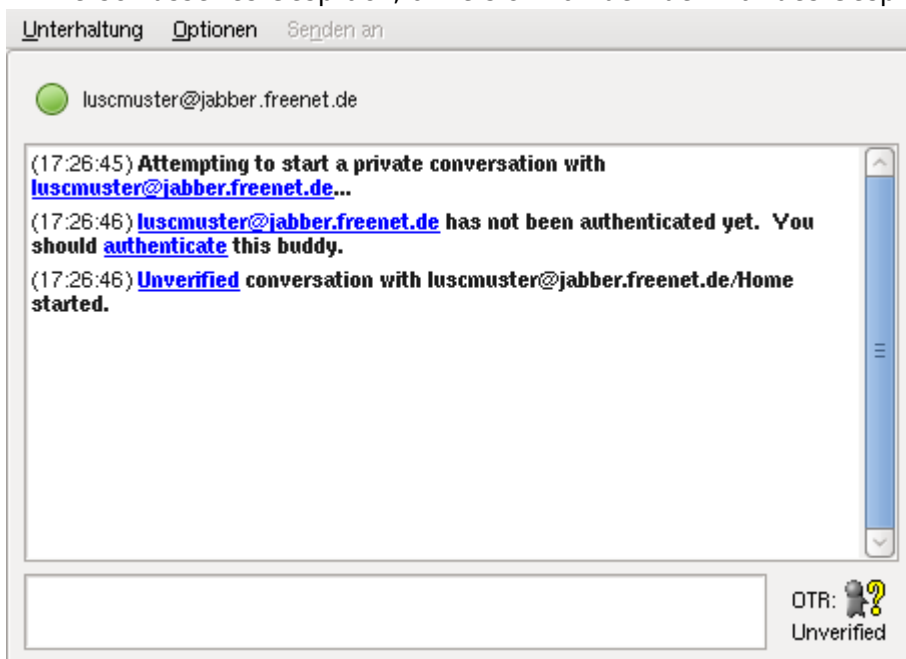 Unterhaltung Optionen Senden an
luscmuster@jabber.freenet.de
(17:26:45) Attempting to start a private conversation with
luscmuster@jabber.freenet.de...
(17:26:46) luscmuster@jabber.freenet.de has not been authenticated yet. You
should authenticate this buddy.
(17:26:46) Unverified conversation with luscmuster@jabber.freenet.de/Home
started.
OTR:
Unverified